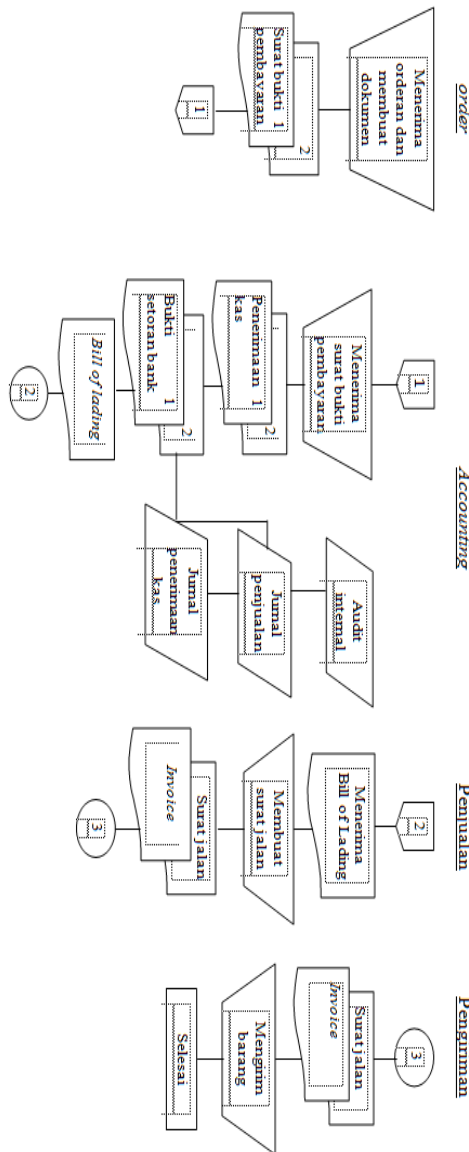 order
Menerima
orderan dan
membuat
dokumen
2
Surat bukti 1
pembayaran
1
Accounting
1
Menerima
surat bukti
pembayaran
2
Penerimaan 1
kas
2
Bukti 1
setoran bank
Bill of lading
2
Audit
internal
Jurnal
penjualan
Jurnal
penerimaan
kas
Penjualan
2
Menerima
Bill of Lading
Membuat
surat jalan
Surat jalan
Invoice
3
Pengiriman
3
Surat jalan
Invoice
Mengirim
barang
Selesai